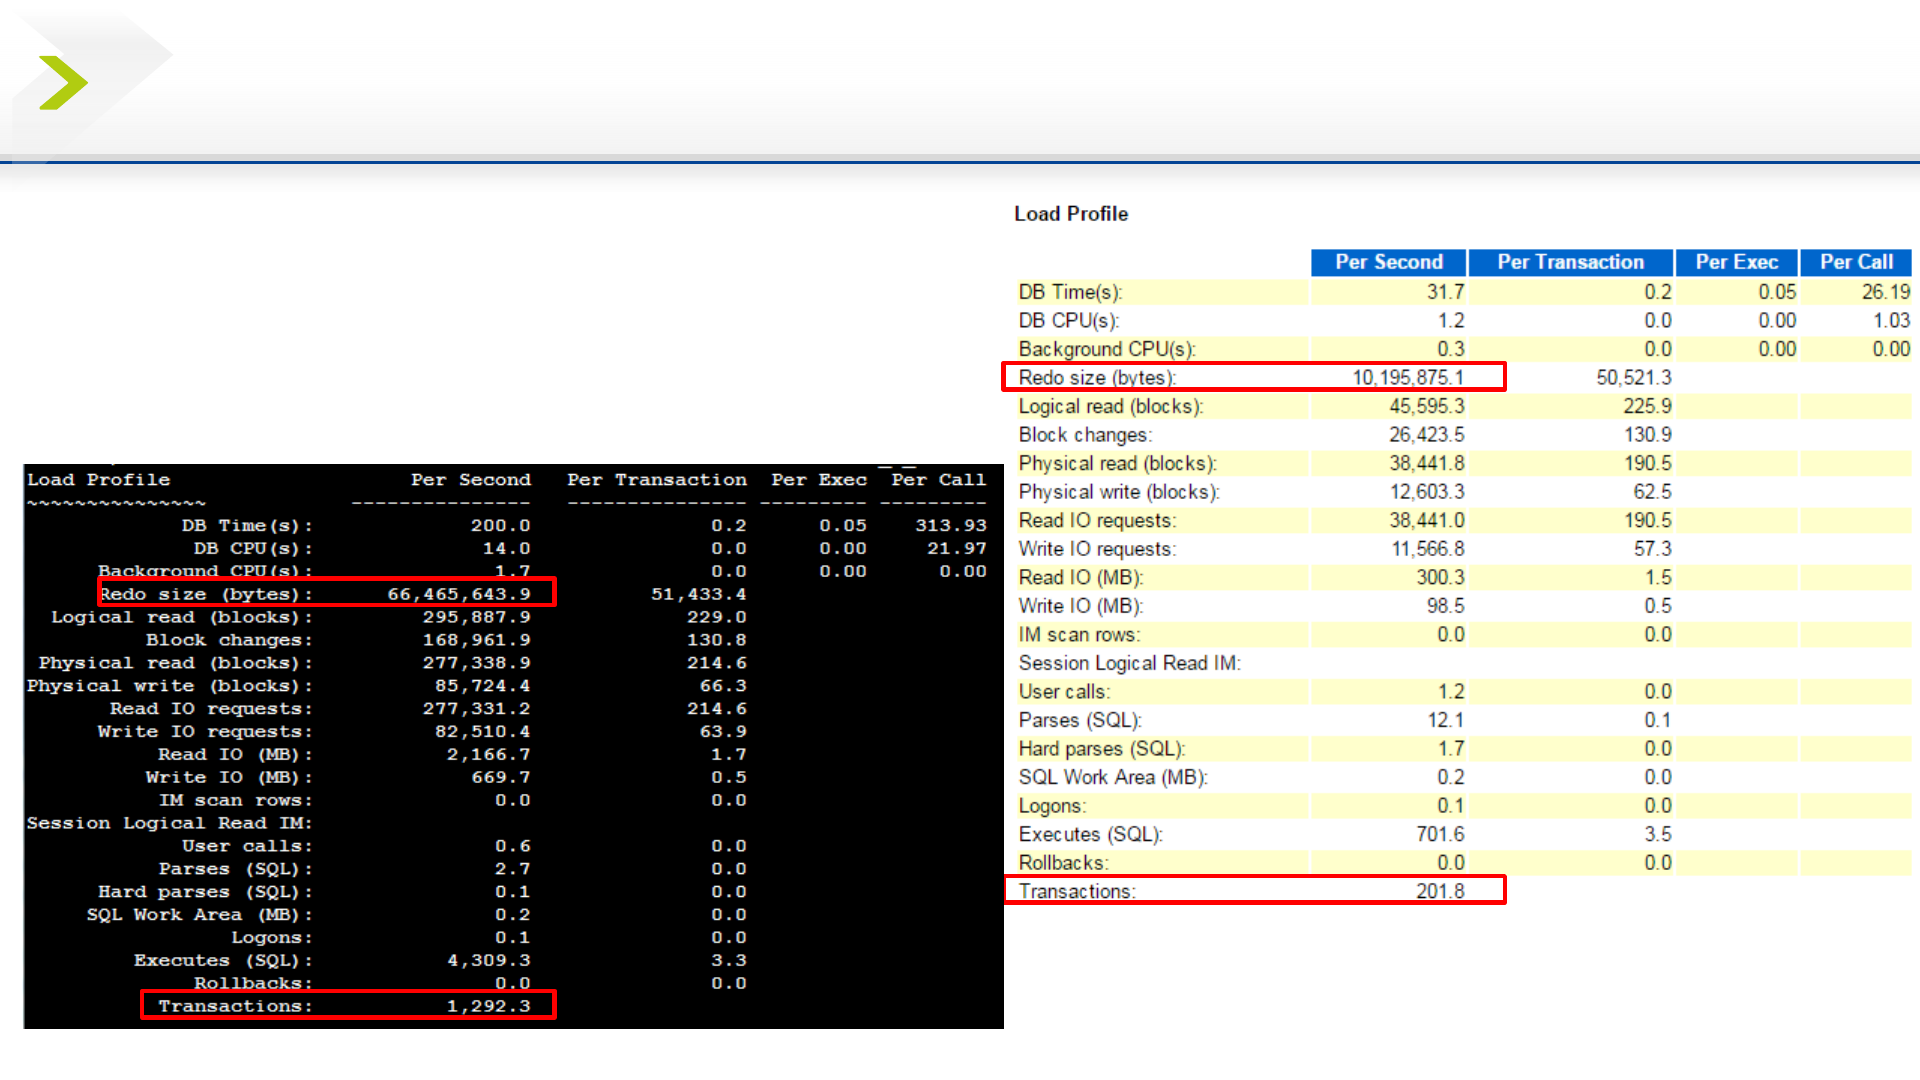 Load Profile
Per Second Per Transaction Per Exec Per Call
DB Time(s): 31.7 0.2 0.05 26.19
DB CPU(s): 1.2 0.0 0.00 1.03
Background CPU(s): 0.3 0.0 0.00 0.00
Redo size (bytes): 10,195,875.1 50,521.3
Logical read (blocks): 45,595.3 225.9
Block changes: 26,423.5 130.9
Physical read (blocks): 38,441.8 190.5
Physical write (blocks): 12,603.3 62.5
Read IO requests: 38,441.0 190.5
Write IO requests: 11,566.8 57.3
Read IO (MB): 300.3 1.5
Write IO (MB): 98.5 0.5
IM scan rows: 0.0 0.0
Session Logical Read IM:
User calls: 1.2 0.0
Parses (SQL): 12.1 0.1
Hard parses (SQL): 1.7 0.0
SQL Work Area (MB): 0.2 0.0
Logons: 0.1 0.0
Executes (SQL): 701.6 3.5
Rollbacks: 0.0 0.0
Transactions: 201.8
Load Profile Per Second Per Transaction Per Exec Per Call
~~~~~~~~~~~~~~~ --------------- --------------- --------- ---------
DB Time(s): 200.0 0.2 0.05 313.93
DB CPU(s): 14.0 0.0 0.00 21.97
Background CPU(s): 1.7 0.0 0.00 0.00
Redo size (bytes): 66,465,643.9 51,433.4
Logical read (blocks): 295,887.9 229.0
Block changes: 168,961.9 130.8
Physical read (blocks): 277,338.9 214.6
Physical write (blocks): 85,724.4 66.3
Read IO requests: 277,331.2 214.6
Write IO requests: 82,510.4 63.9
Read IO (MB): 2,166.7 1.7
Write IO (MB): 669.7 0.5
IM scan rows: 0.0 0.0
Session Logical Read IM:
User calls: 0.6 0.0
Parses (SQL): 2.7 0.0
Hard parses (SQL): 0.1 0.0
SQL Work Area (MB): 0.2 0.0
Logons: 0.1 0.0
Executes (SQL): 4,309.3 3.3
Rollbacks: 0.0 0.0
Transactions: 1,292.3